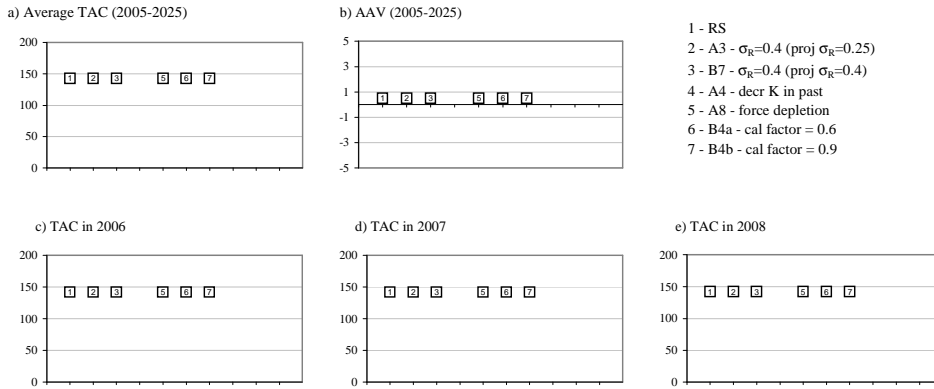 a) Average TAC (2005-2025)
200
150
100
50
0
1 2 3 5 6 7
b) AAV (2005-2025)
5
3
1
-1
-3
-5
1 2 3 5 6 7
1 - RS
2 - A3 - σR=0.4 (proj σR=0.25)
3 - B7 - σR=0.4 (proj σR=0.4)
4 - A4 - decr K in past
5 - A8 - force depletion
6 - B4a - cal factor = 0.6
7 - B4b - cal factor = 0.9
c) TAC in 2006
200
150
100
50
0
1 2 3 5 6 7
d) TAC in 2007
200
150
100
50
0
1 2 3 5 6 7
e) TAC in 2008
200
150
100
50
0
1 2 3 5 6 7